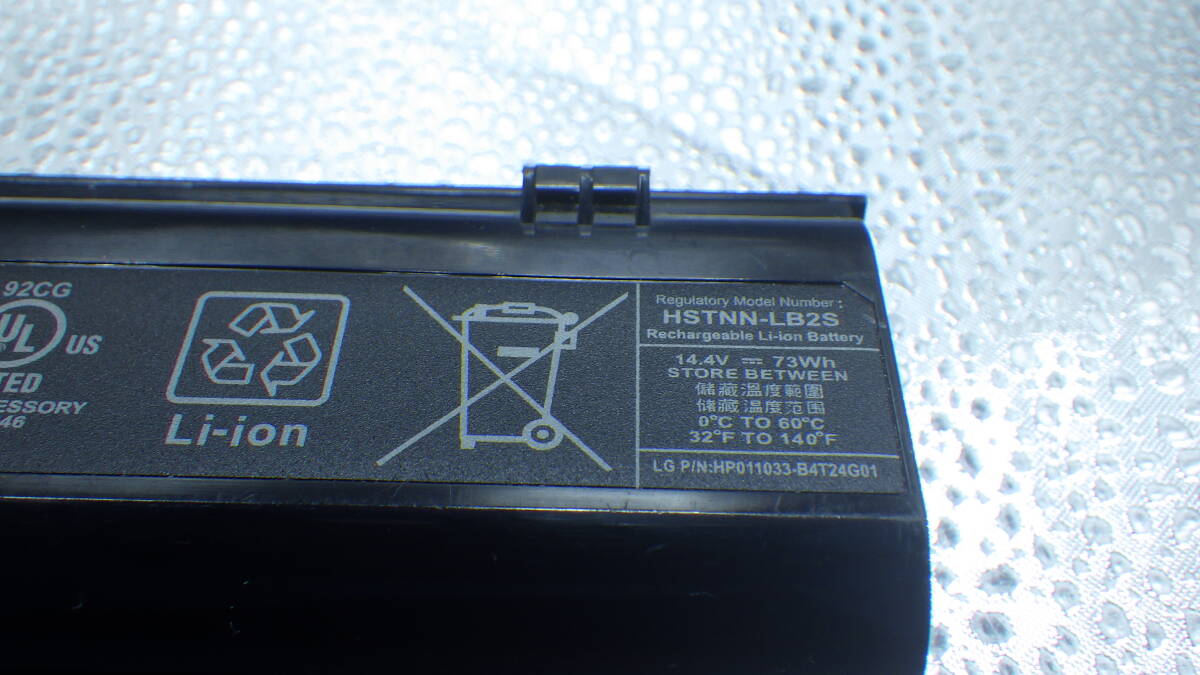 92CG
UL
US
TED
ESSORY
46
Li-ion
Regulatory Model Number :
HSTNN-LB2S
Rechargeable Li-ion Battery
14.4V ⎓ 73Wh
STORE BETWEEN
儲藏溫度範圍
储藏温度范围
0°C TO 60°C
32°F TO 140°F
LG P/N:HP011033-B4T24G01